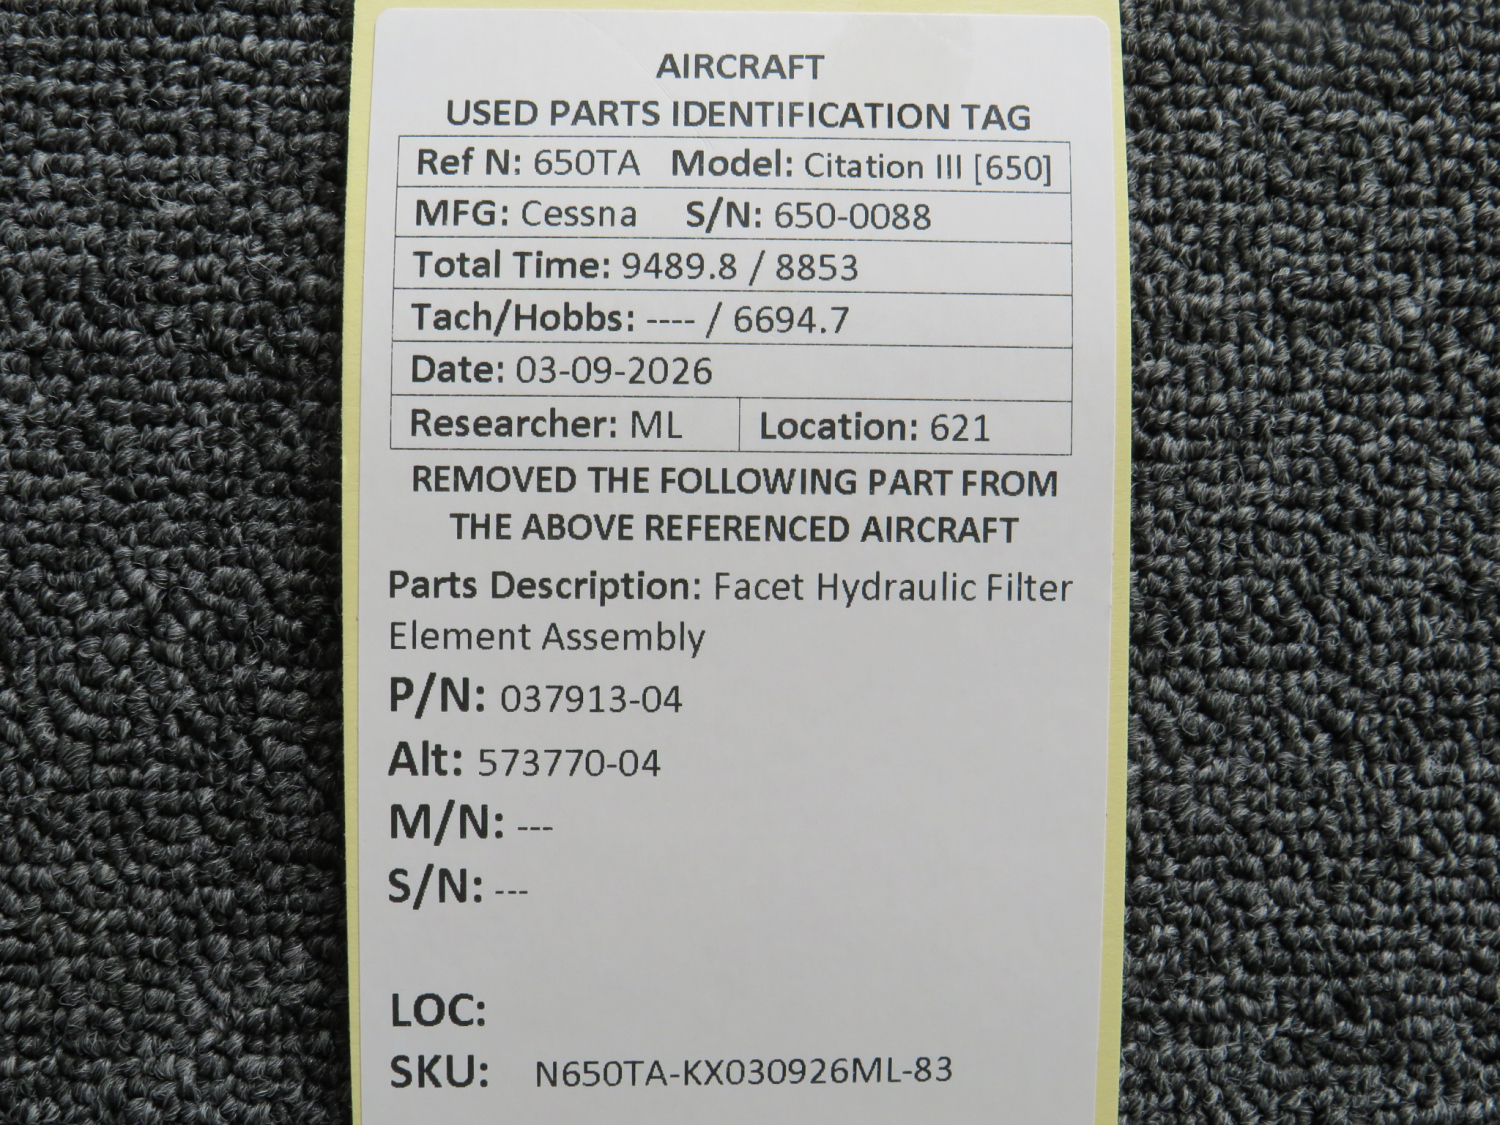 AIRCRAFT
USED PARTS IDENTIFICATION TAG
Ref N: 650TA Model: Citation III [650]
MFG: Cessna S/N: 650-0088
Total Time: 9489.8 / 8853
Tach/Hobbs: ---- / 6694.7
Date: 03-09-2026
Researcher: ML Location: 621
REMOVED THE FOLLOWING PART FROM
THE ABOVE REFERENCED AIRCRAFT
Parts Description: Facet Hydraulic Filter
Element Assembly
P/N: 037913-04
Alt: 573770-04
M/N: ---
S/N: ---
LOC:
SKU: N650TA-KX030926ML-83